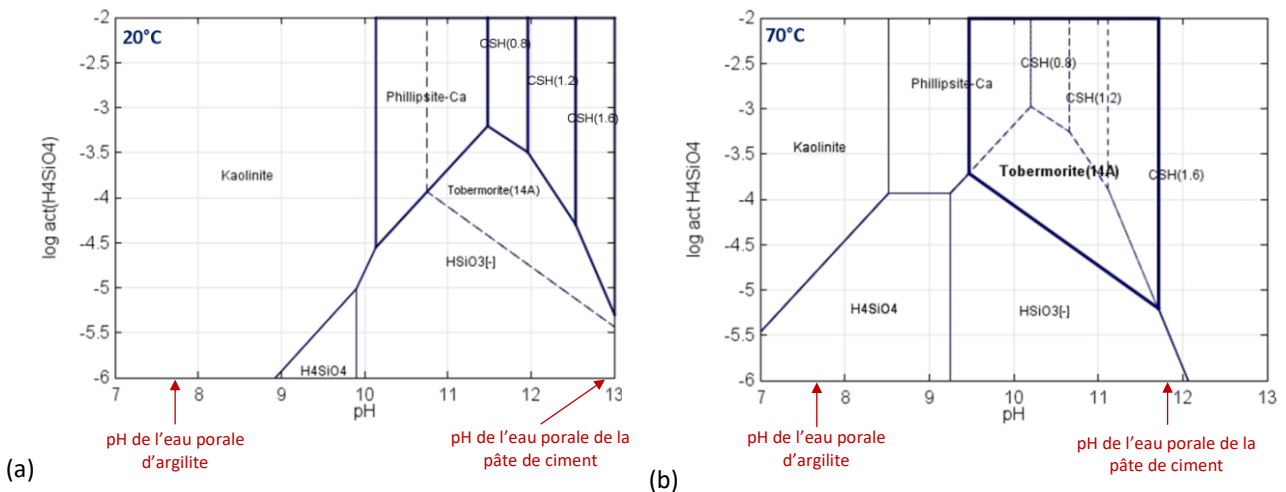 20°C
-2
-2.5
-3
-3.5
-4
-4.5
-5
-5.5
-6
log act(H4SiO4)
CSH(0.8)
CSH(1.2)
CSH(1.6)
Phillipsite-Ca
Kaolinite
Tobermorite(14A)
HSiO3[-]
H4SiO4
7
8
9
10
11
12
13
pH
pH de l'eau porale
d'argilite
pH de l'eau porale de la
pâte de ciment
(a)
70°C
-2
-2.5
-3
-3.5
-4
-4.5
-5
-5.5
-6
log act H4SiO4
CSH(0.8)
Phillipsite-Ca
CSH(1.2)
Kaolinite
Tobermorite(14A)
CSH(1.6)
H4SiO4
HSiO3[-]
7
8
9
10
11
12
13
pH
pH de l'eau porale
d'argilite
pH de l'eau porale de la
pâte de ciment
(b)